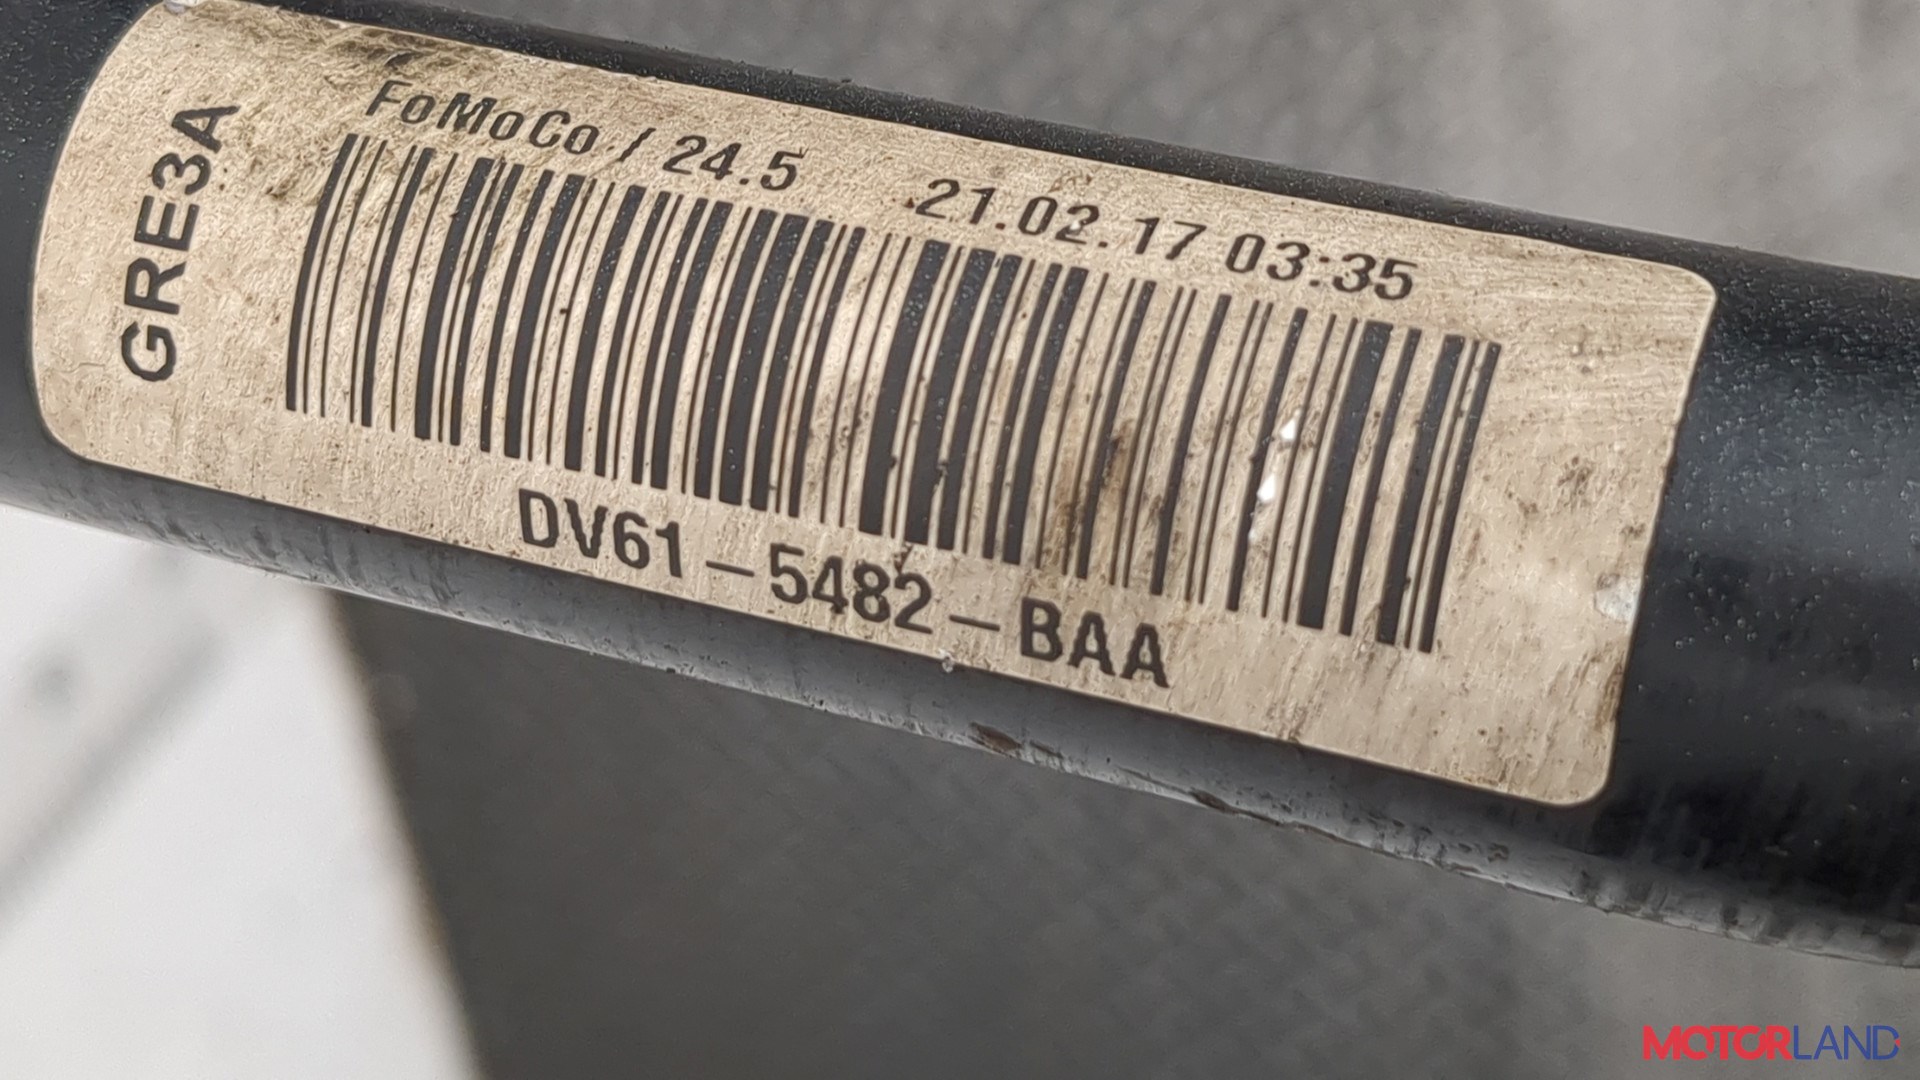 GRE3A
FoMoCo / 24.5 21.02.17 03:35
DV61-5482-BAA
MOTORLAND